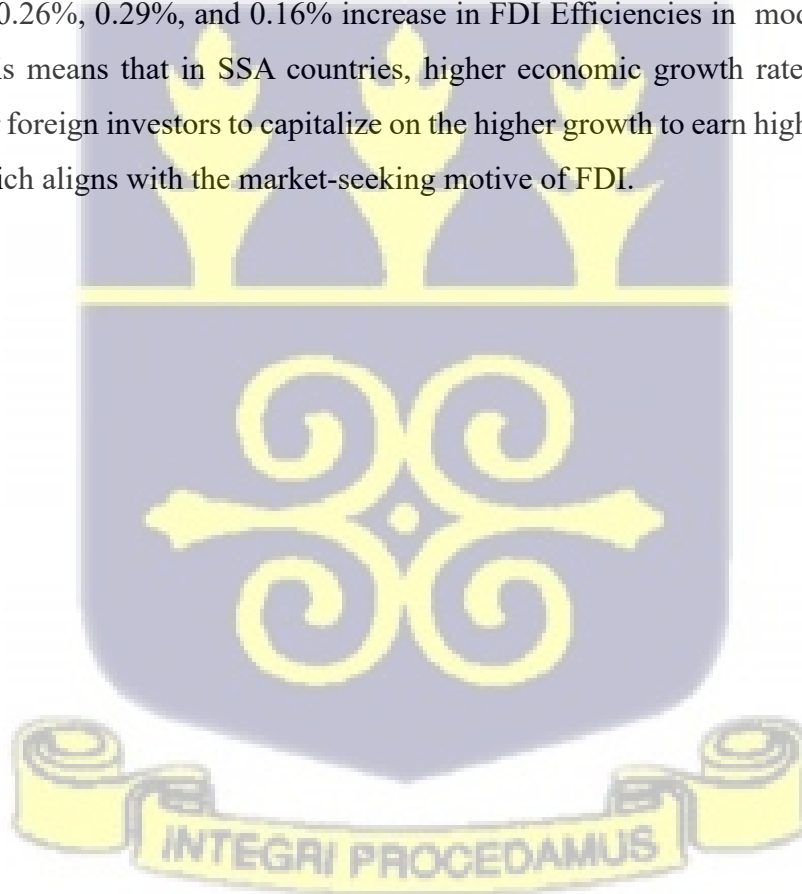 0.26%, 0.29%, and 0.16% increase in FDI Efficiencies in mod
s means that in SSA countries, higher economic growth rate
foreign investors to capitalize on the higher growth to earn high
ich aligns with the market-seeking motive of FDI.
INTEGRI PROCEDAMUS